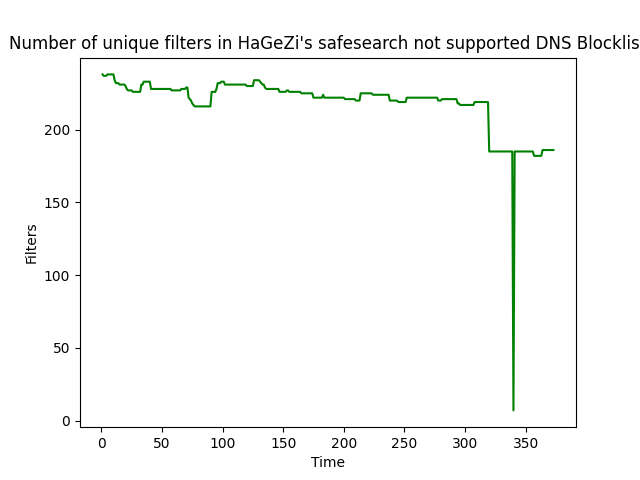 Number of unique filters in HaGeZi's safesearch not supported DNS Blocklis
Filters
200
150
100
50
0
0 50 100 150 200 250 300 350
Time